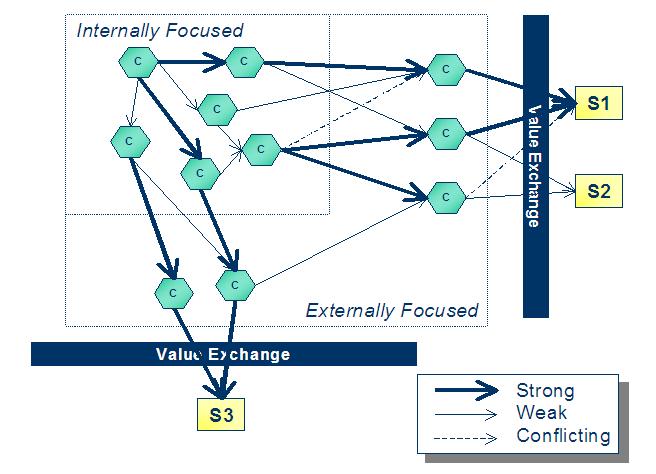 Internally Focused
C
C
C
C
C
C
C
C
C
C
C
Externally Focused
Value Exchange
S1
S2
Value Exchange
S3
Strong
Weak
Conflicting